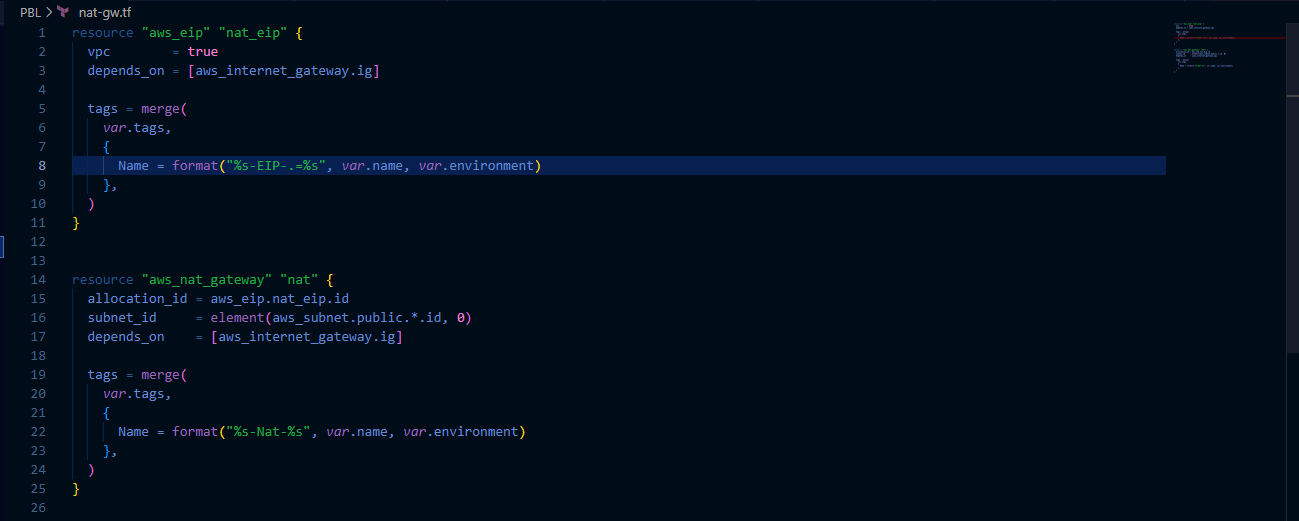 PBL > nat-gw.tf
1 resource "aws_eip" "nat_eip" {
2   vpc        = true
3   depends_on = [aws_internet_gateway.ig]
4
5   tags = merge(
6     var.tags,
7     {
8       Name = format("%s-EIP-.=%s", var.name, var.environment)
9     },
10   )
11 }
12
13
14 resource "aws_nat_gateway" "nat" {
15   allocation_id = aws_eip.nat_eip.id
16   subnet_id     = element(aws_subnet.public.*.id, 0)
17   depends_on    = [aws_internet_gateway.ig]
18
19   tags = merge(
20     var.tags,
21     {
22       Name = format("%s-Nat-%s", var.name, var.environment)
23     },
24   )
25 }
26